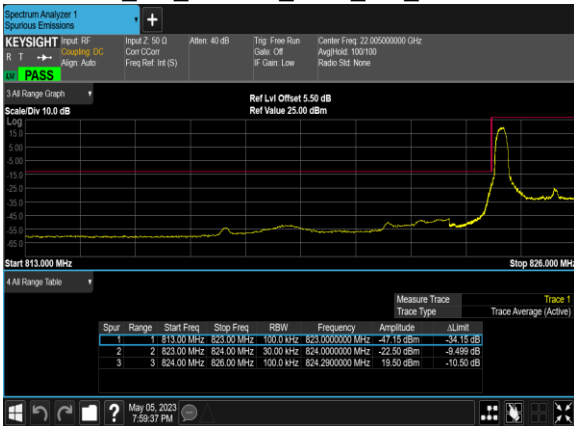 Spectrum Analyzer 1
Spurious Emissions
+
KEYSIGHT Input: RF Input Z: 50 Ω Atten: 40 dB Trig: Free Run Center Freq: 22.005000000 GHz
R T Coupling: DC Corr CCorr Gate: Off Avg|Hold: 100/100
Align: Auto Freq Ref: Int (S) IF Gain: Low Radio Std: None
PASS
3 All Range Graph
Ref Lvl Offset 5.50 dB
Scale/Div 10.0 dB Ref Value 25.00 dBm
Log
15.0
5.00
-5.00
-15.0
-25.0
-35.0
-45.0
-55.0
-65.0
Start 813.000 MHz Stop 826.000 MHz
4 All Range Table
Measure Trace Trace 1
Trace Type Trace Average (Active)
Spur Range Start Freq Stop Freq RBW Frequency Amplitude ΔLimit
1 1 813.00 MHz 823.00 MHz 100.0 kHz 823.0000000 MHz -47.15 dBm -34.15 dB
2 2 823.00 MHz 824.00 MHz 30.00 kHz 824.0000000 MHz -22.50 dBm -9.499 dB
3 3 824.00 MHz 826.00 MHz 100.0 kHz 824.2900000 MHz 19.50 dBm -10.50 dB
? May 05, 2023
7:59:37 PM